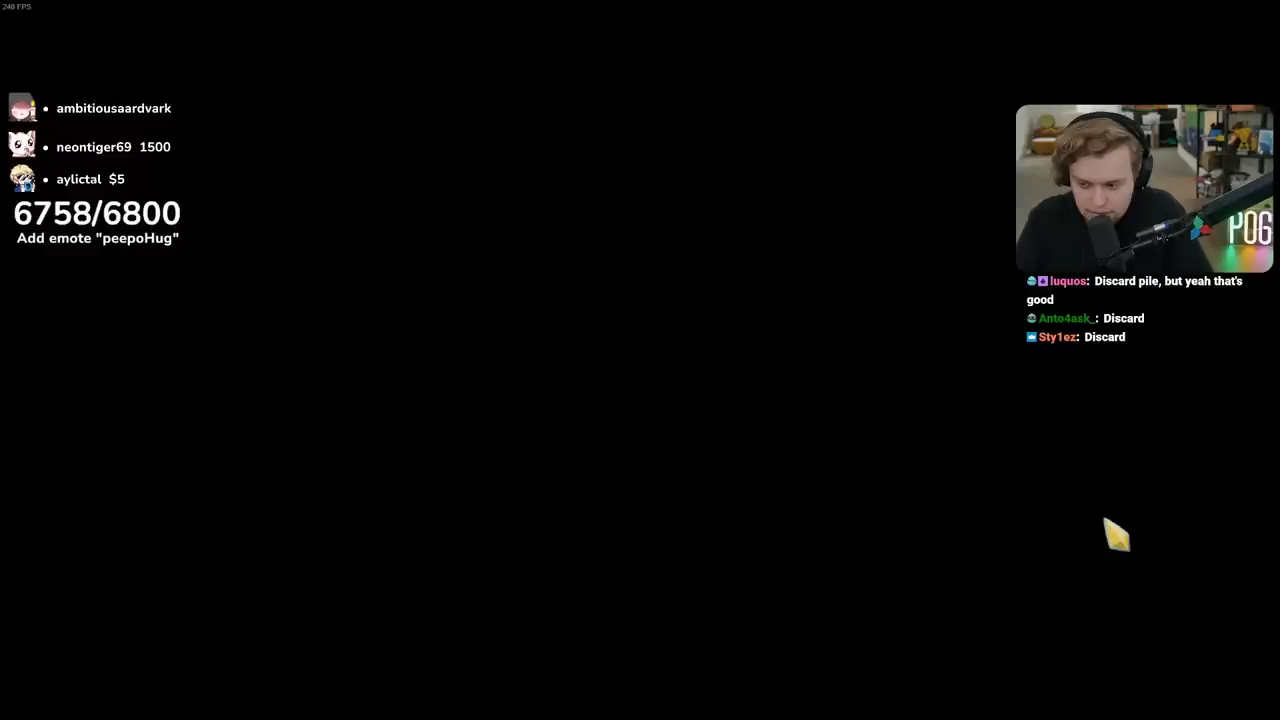 240 FPS
• ambitiousaardvark
• neontiger69 1500
• aylictal $5
6758/6800
Add emote "peepoHug"
POG
luquos: Discard pile, but yeah that's
good
Anto4ask_: Discard
Sty1ez: Discard